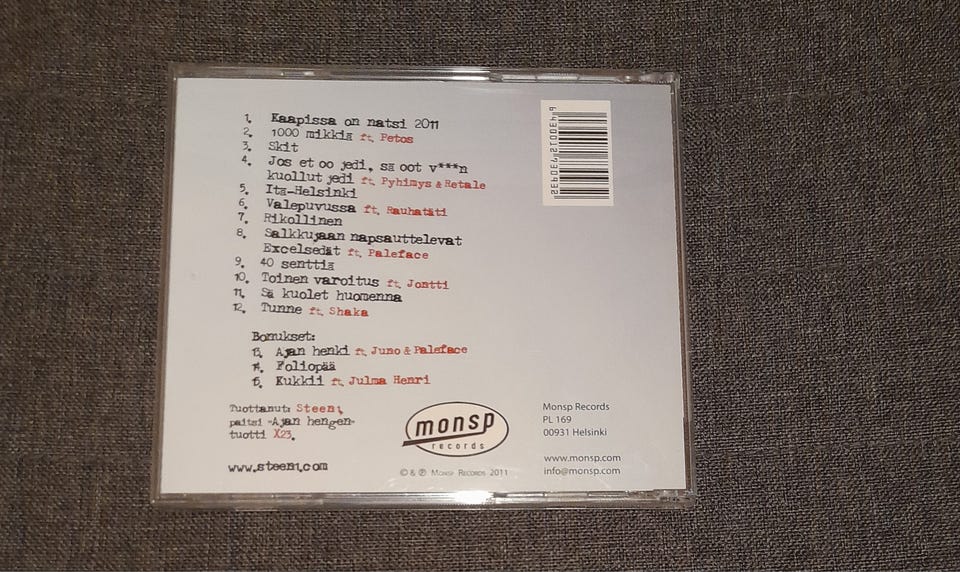 1. Kaapissa on natsi 2011
2. 1000 mikkiä ft. Petos
3. Skit
4. Jos et oo jedi, sä oot v***n
kuollut jedi ft. Pyhimys & Retale
5. Itä-Helsinki
6. Valepuvussa ft. Rauhatäti
7. Rikollinen
8. Salkkujaan napsauttelevat
Excelsedät ft. Paleface
9. 40 senttiä
10. Toinen varoitus ft. Jontti
11. Sä kuolet huomenna
12. Tunne ft. Shaka
Bonukset:
13. Ajan henki ft. Juno & Paleface
14. Foliopää
15. Kukkii ft. Julma Henri
Tuottanut: Steen1,
paitsi -Ajan hengen-
tuotti X23.
www.steen1.com
monsp
records
© & ℗ Monsp Records 2011
Monsp Records
PL 169
00931 Helsinki
www.monsp.com
info@monsp.com